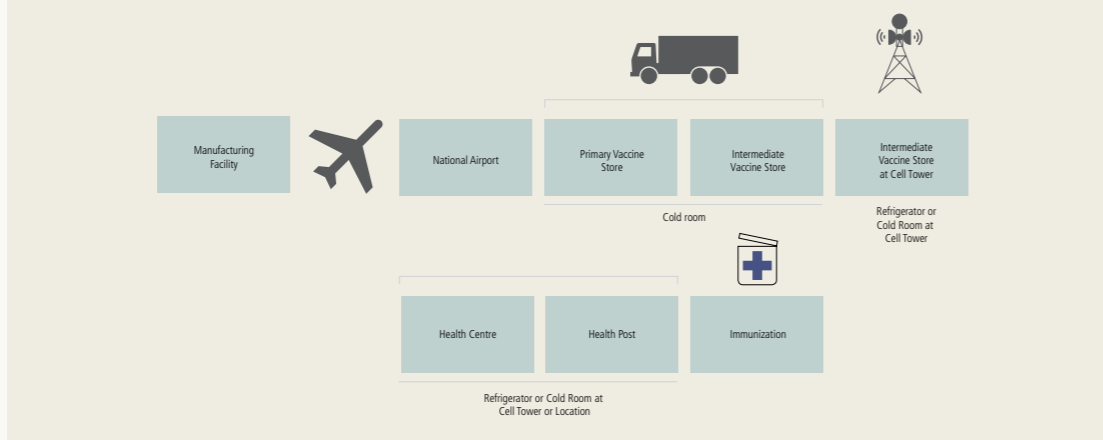 Manufacturing
Facility
National Airport
Primary Vaccine
Store
Intermediate
Vaccine Store
Intermediate
Vaccine Store
at Cell Tower
Cold room
Refrigerator or
Cold Room at
Cell Tower
Health Centre
Health Post
Immunization
Refrigerator or Cold Room at
Cell Tower or Location